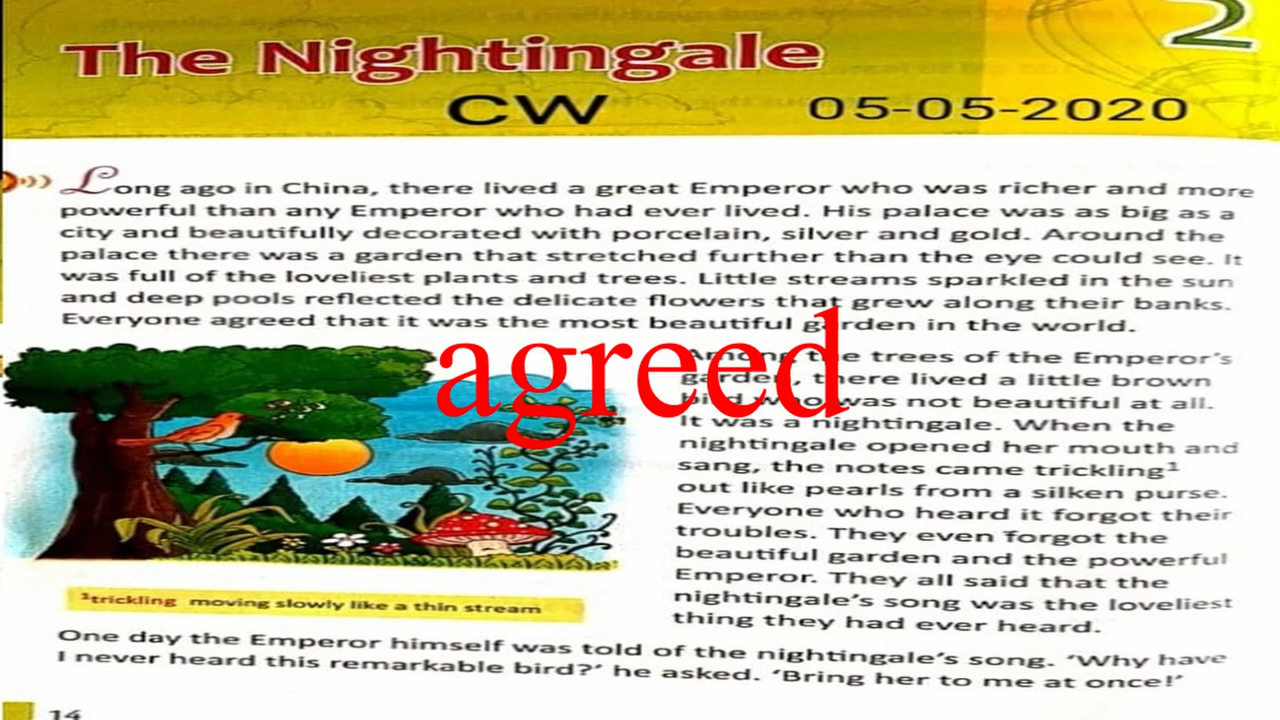 2
The Nightingale
CW 05-05-2020
Long ago in China, there lived a great Emperor who was richer and more
powerful than any Emperor who had ever lived. His palace was as big as a
city and beautifully decorated with porcelain, silver and gold. Around the
palace there was a garden that stretched further than the eye could see. It
was full of the loveliest plants and trees. Little streams sparkled in the sun
and deep pools reflected the delicate flowers that grew along their banks.
Everyone agreed that it was the most beautiful garden in the world.
agreed
Among the trees of the Emperor's
garden, there lived a little brown
bird who was not beautiful at all.
It was a nightingale. When the
nightingale opened her mouth and
sang, the notes came trickling¹
out like pearls from a silken purse.
Everyone who heard it forgot their
troubles. They even forgot the
beautiful garden and the powerful
Emperor. They all said that the
nightingale's song was the loveliest
thing they had ever heard.
¹trickling moving slowly like a thin stream
One day the Emperor himself was told of the nightingale's song. 'Why have
I never heard this remarkable bird?' he asked. 'Bring her to me at once!'
14